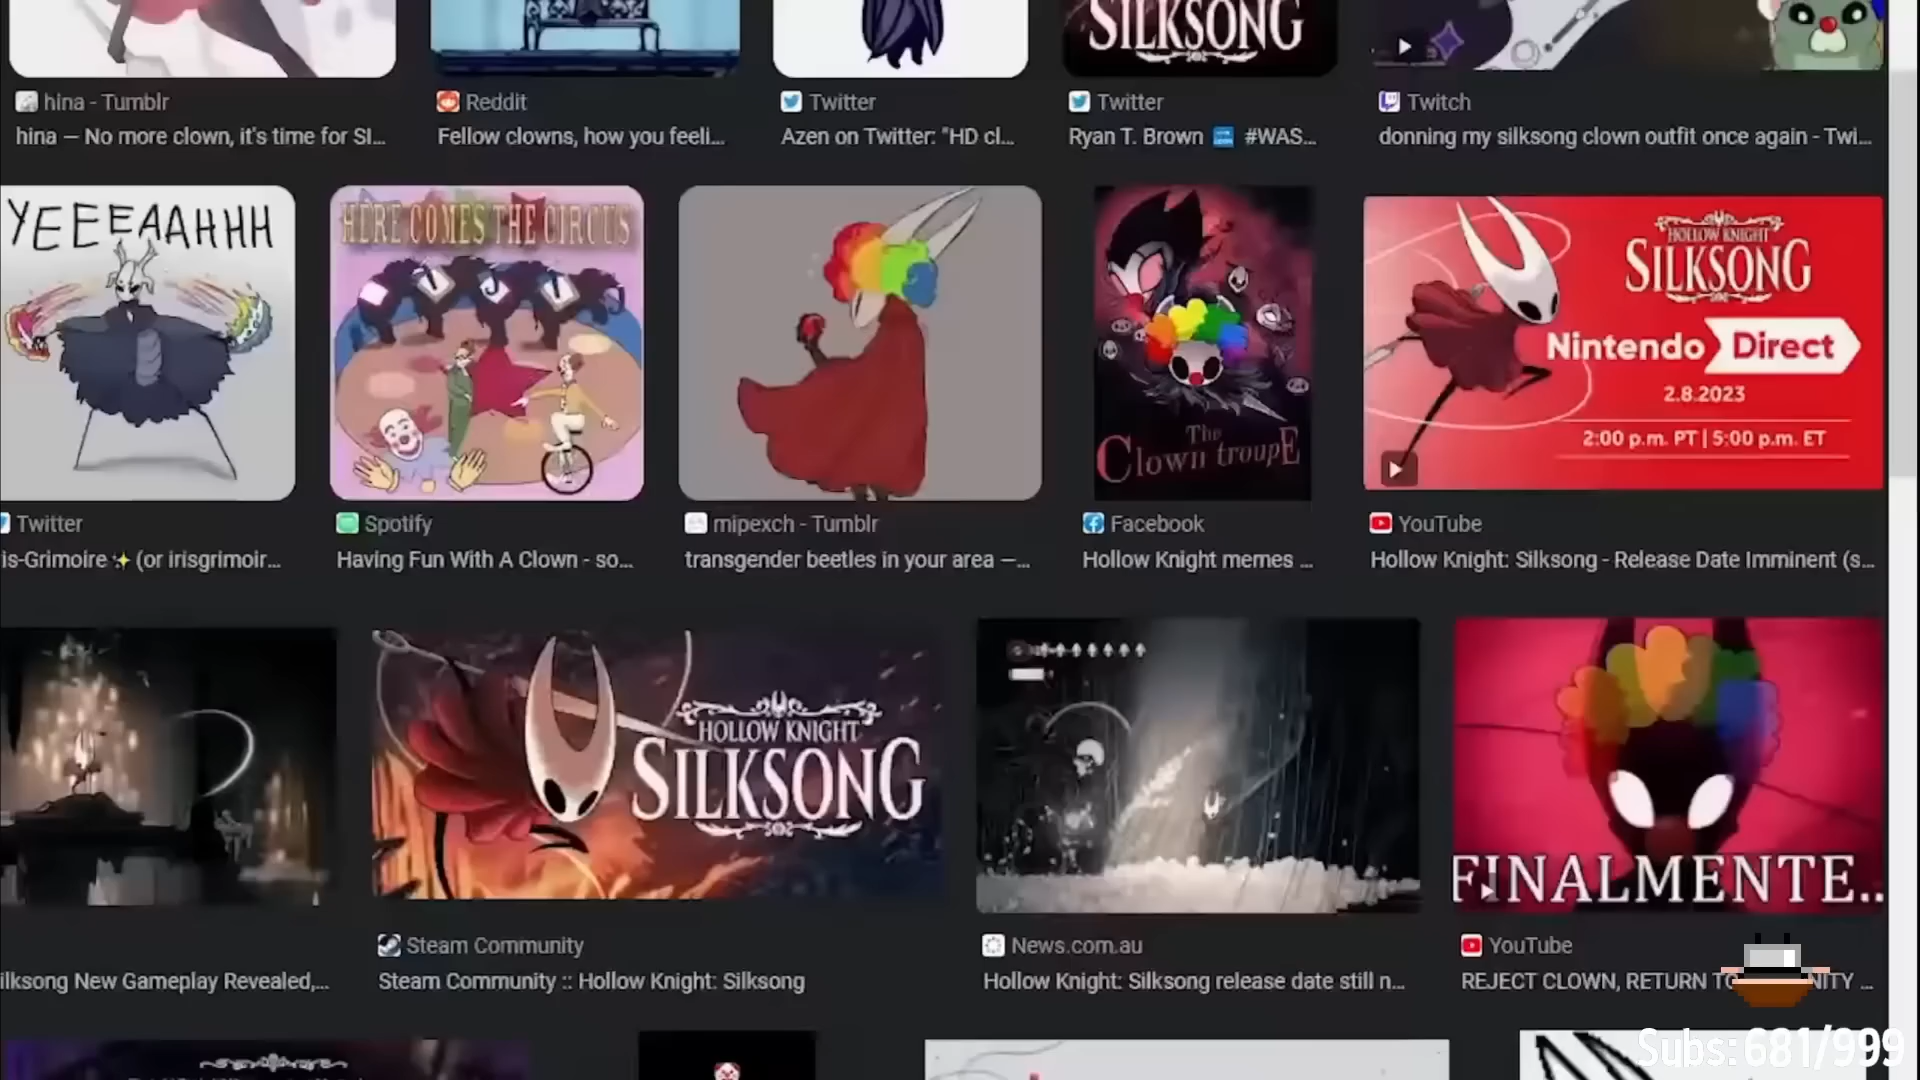 SILKSONG
hina - Tumblr
hina — No more clown, it's time for SI...
Reddit
Fellow clowns, how you feeli...
Twitter
Azen on Twitter: "HD cl...
Twitter
Ryan T. Brown #WAS...
Twitch
donning my silksong clown outfit once again - Twi...
YEEEAAHHH
HERE COMES THE CIRCUS
The
Clown troupE
HOLLOW KNIGHT
SILKSONG
Nintendo Direct
2.8.2023
2:00 p.m. PT | 5:00 p.m. ET
Twitter
is-Grimoire ✨ (or irisgrimoir...
Spotify
Having Fun With A Clown - so...
mipexch - Tumblr
transgender beetles in your area —...
Facebook
Hollow Knight memes ...
YouTube
Hollow Knight: Silksong - Release Date Imminent (s...
HOLLOW KNIGHT
SILKSONG
FINALMENTE..
ilksong New Gameplay Revealed,...
Steam Community
Steam Community :: Hollow Knight: Silksong
News.com.au
Hollow Knight: Silksong release date still n...
YouTube
REJECT CLOWN, RETURN TO ...
Subs: 681/999